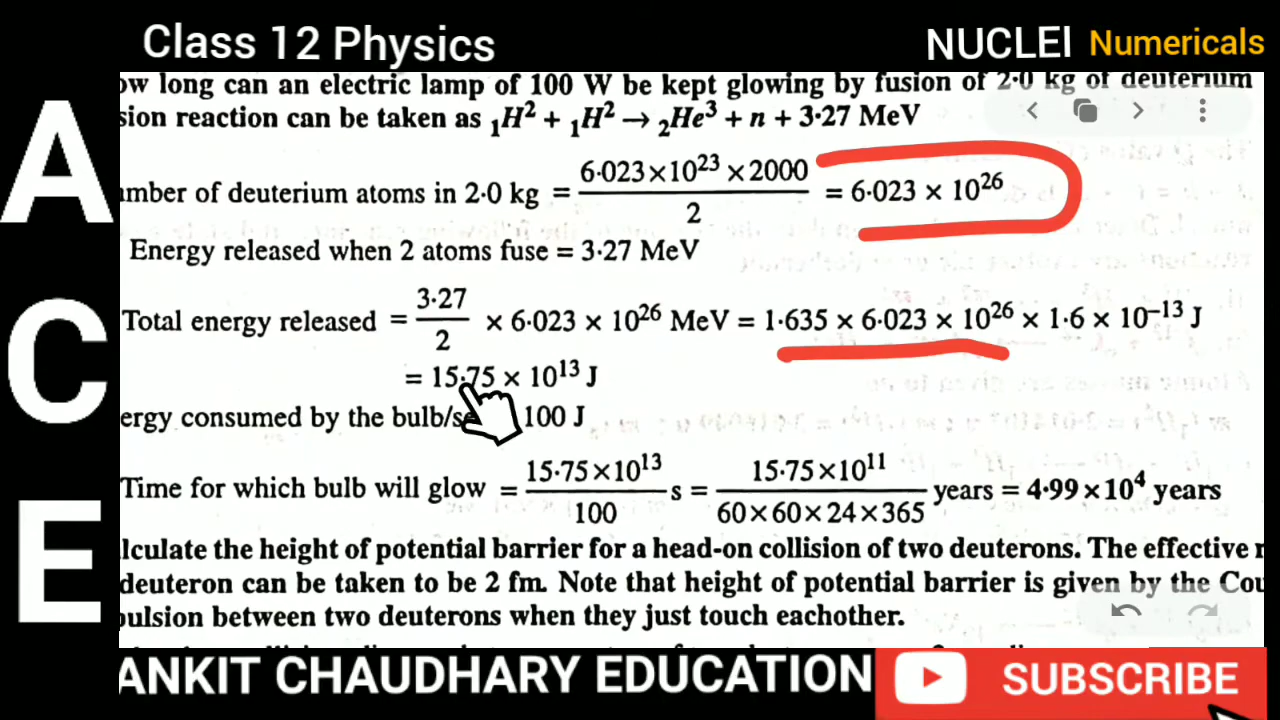 Class 12 Physics
NUCLEI Numericals
A
C
E
ow long can an electric lamp of 100 W be kept glowing by fusion of 2·0 kg of deuterium
sion reaction can be taken as ₁H² + ₁H² → ₂He³ + n + 3·27 MeV
mber of deuterium atoms in 2·0 kg = 6·023×10²³×2000 / 2 = 6·023 × 10²⁶
Energy released when 2 atoms fuse = 3·27 MeV
Total energy released = 3·27 / 2 × 6·023 × 10²⁶ MeV = 1·635 × 6·023 × 10²⁶ × 1·6 × 10⁻¹³ J
= 15·75 × 10¹³ J
ergy consumed by the bulb/se 100 J
Time for which bulb will glow = 15·75×10¹³ / 100 s = 15·75×10¹¹ / 60×60×24×365 years = 4·99×10⁴ years
lculate the height of potential barrier for a head-on collision of two deuterons. The effective r
deuteron can be taken to be 2 fm. Note that height of potential barrier is given by the Cou
pulsion between two deuterons when they just touch eachother.
ANKIT CHAUDHARY EDUCATION
SUBSCRIBE